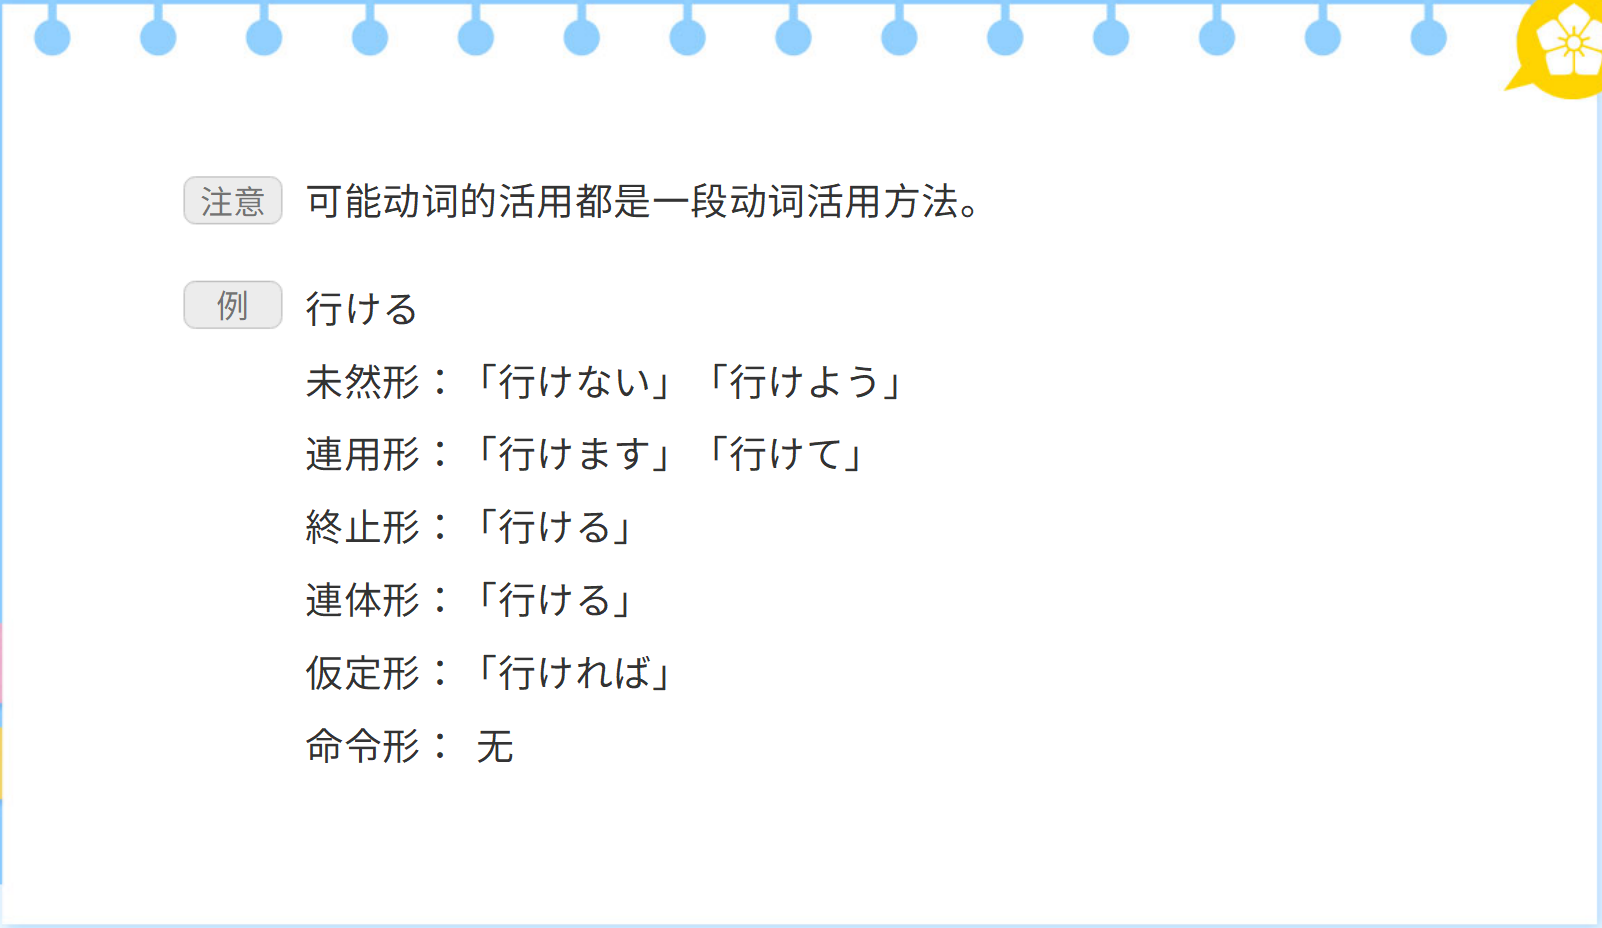 注意 可能动词的活用都是一段动词活用方法。
例 行ける
未然形：「行けない」「行けよう」
連用形：「行けます」「行けて」
終止形：「行ける」
連体形：「行ける」
仮定形：「行ければ」
命令形： 无